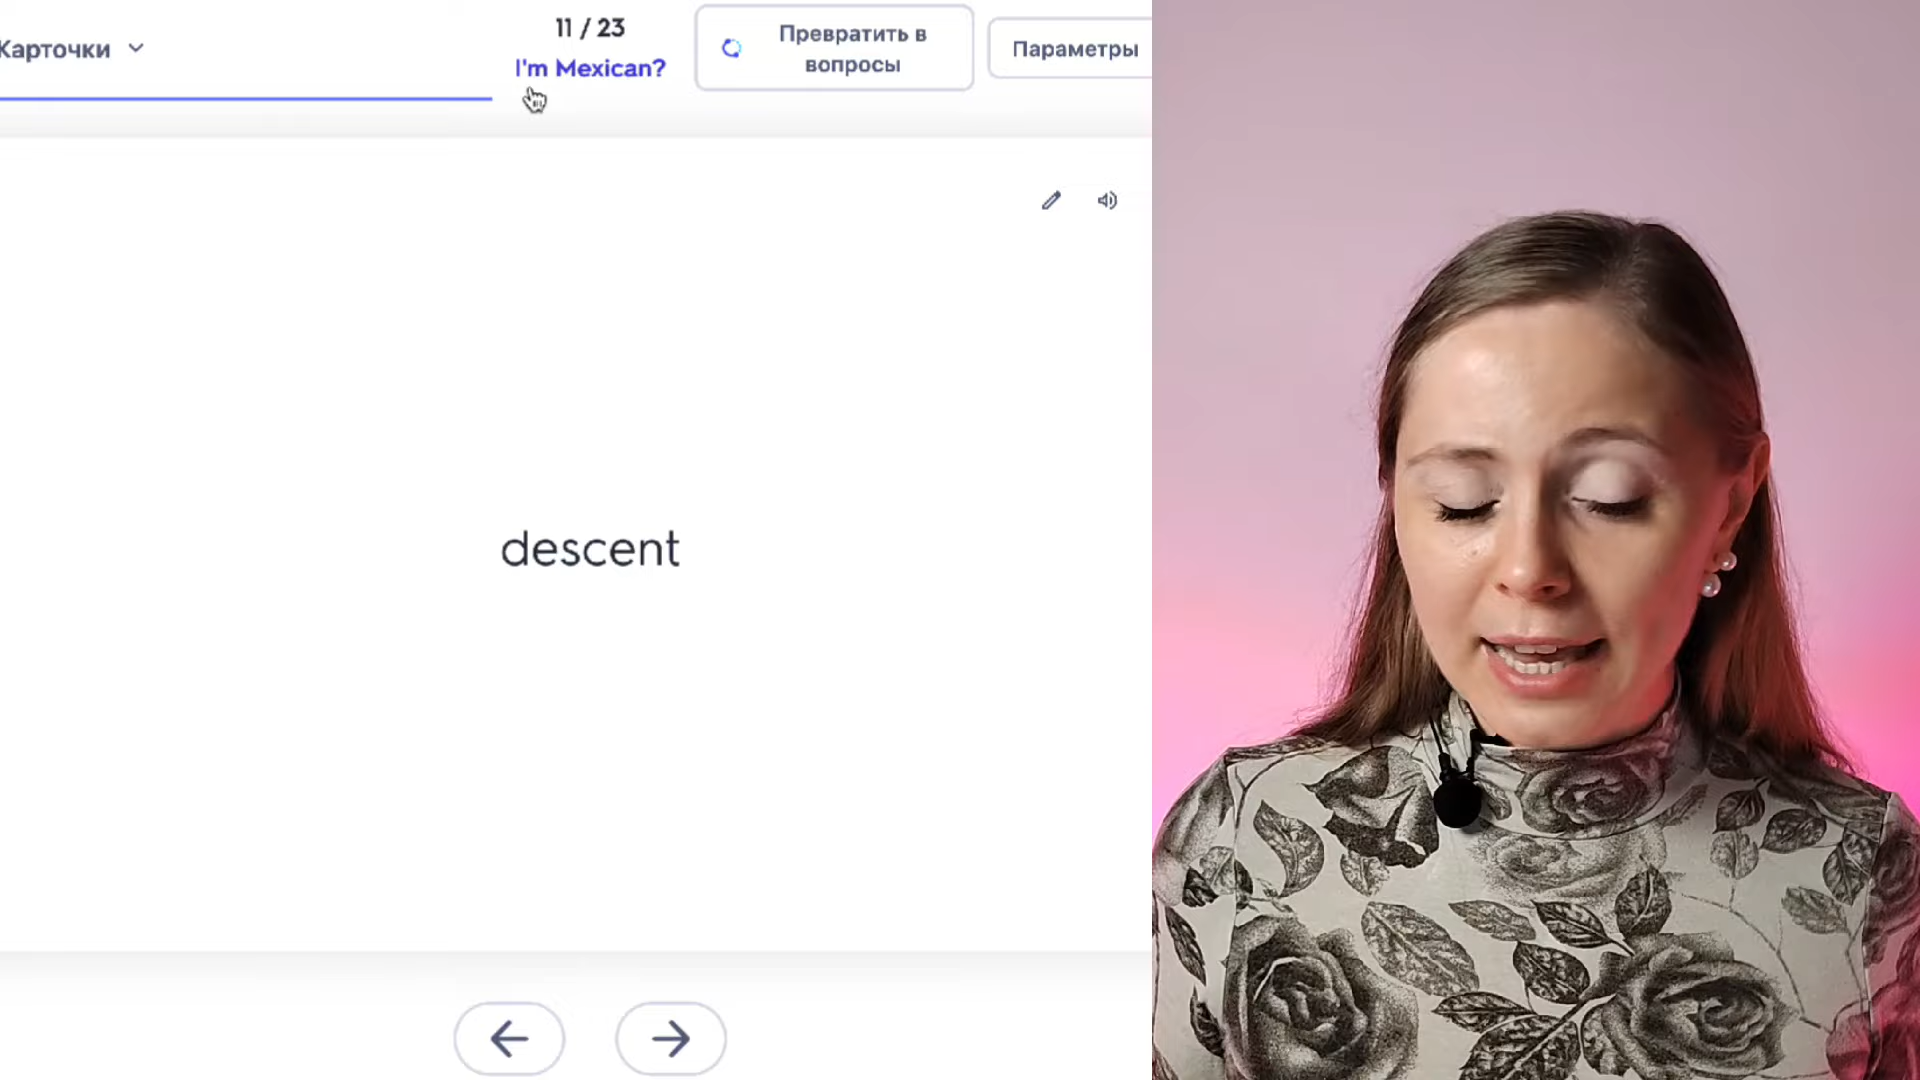 Карточки
11 / 23
I'm Mexican?
Превратить в
вопросы
Параметры
descent